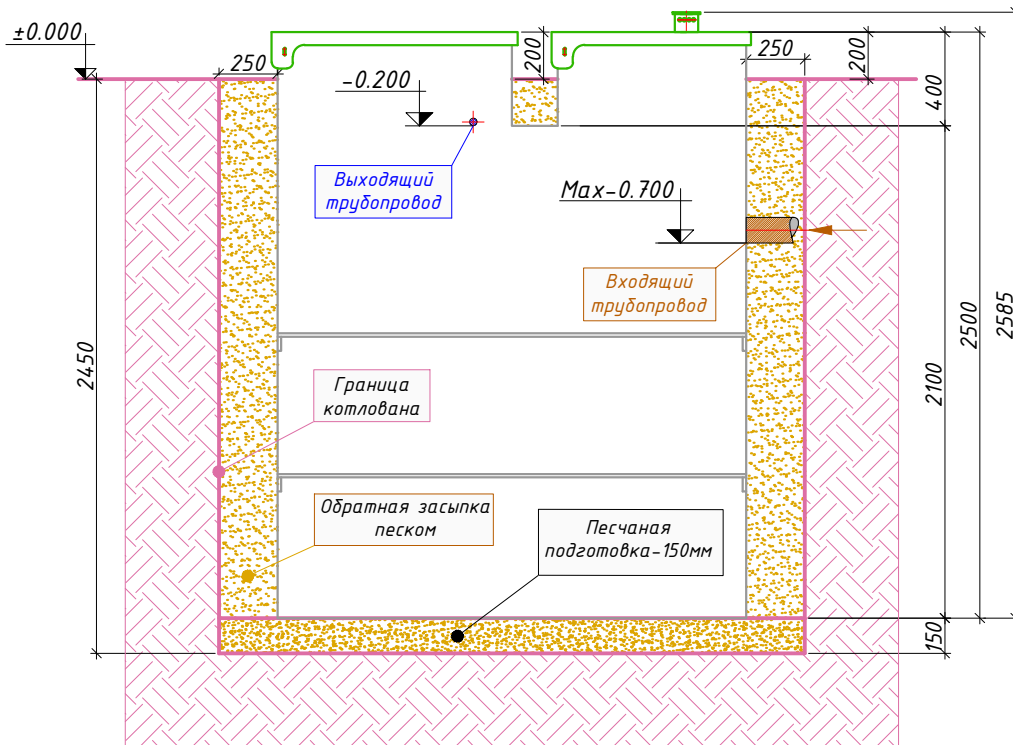 ±0.000
250
200
250
200
400
-0.200
Выходящий
трубопровод
Max-0.700
Входящий
трубопровод
2450
2100
2500
2585
Граница
котлована
Обратная засыпка
песком
Песчаная
подготовка-150мм
150